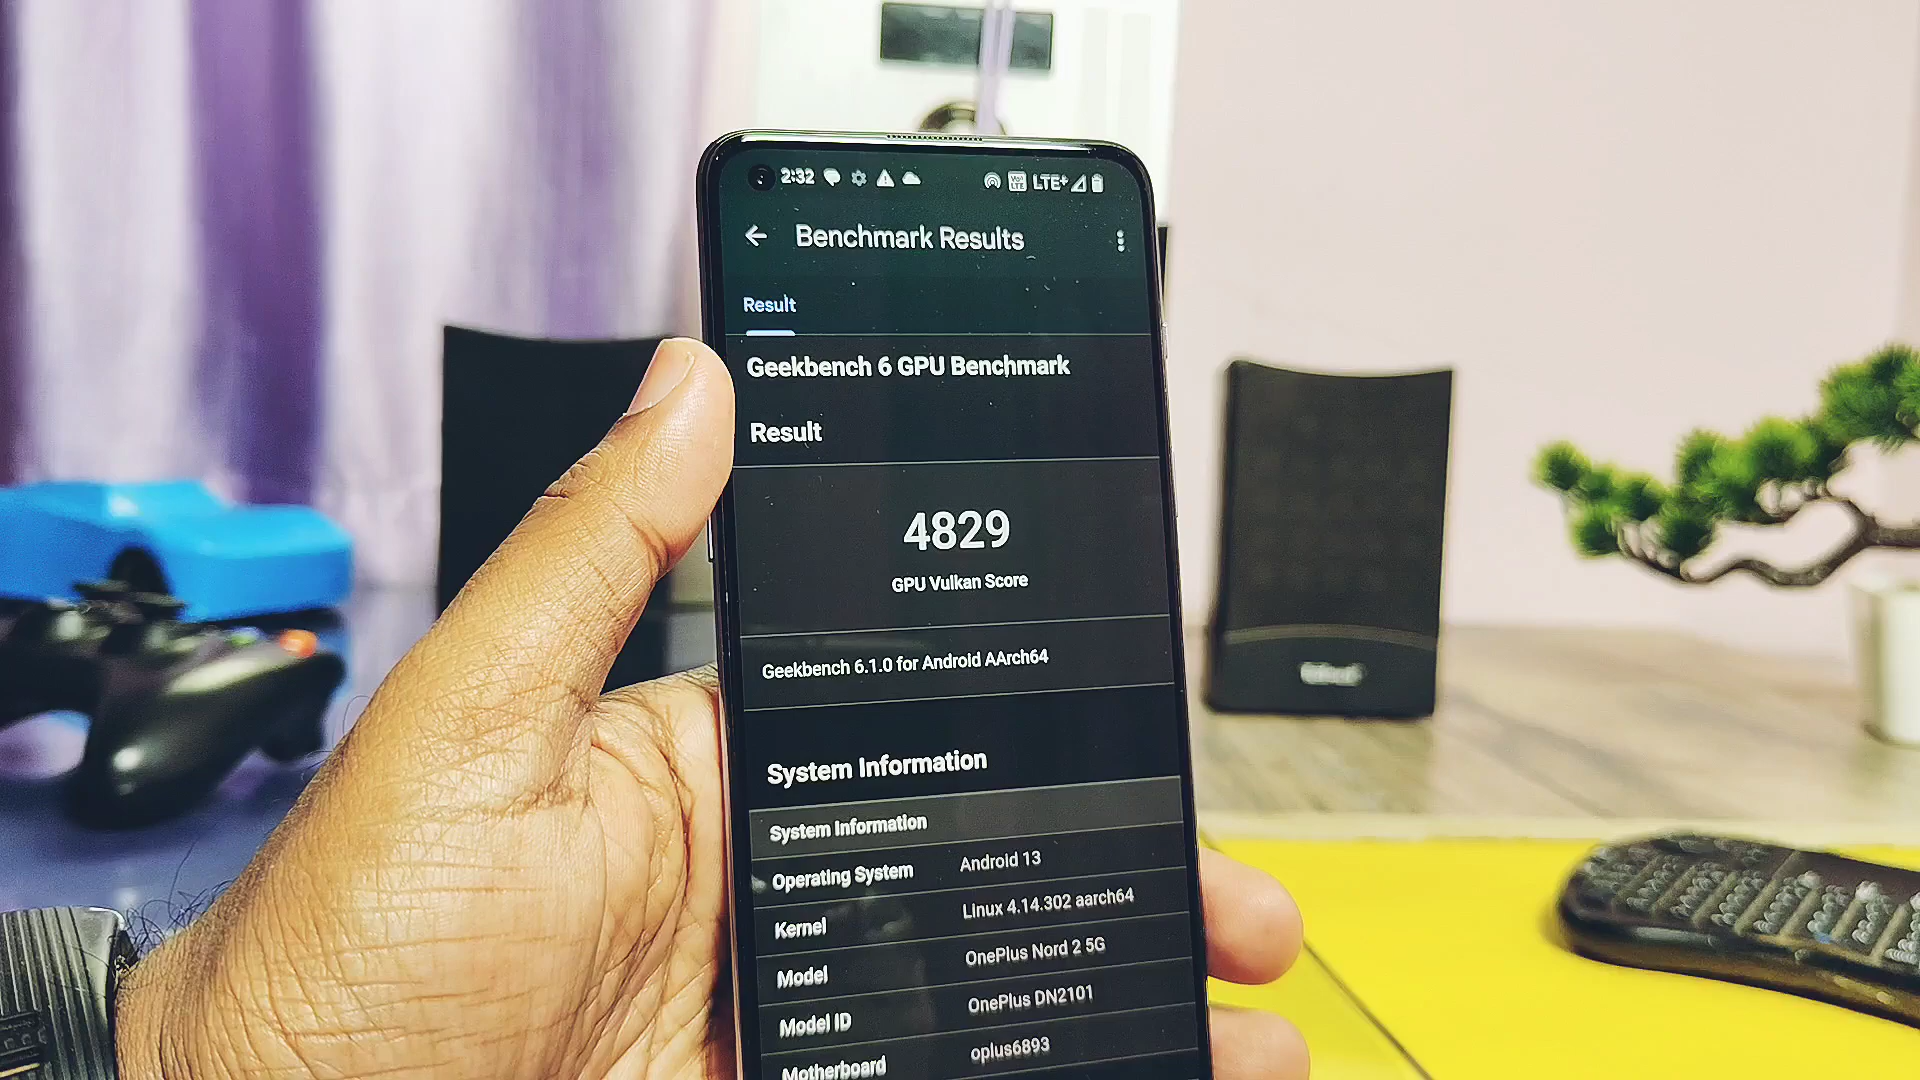 2:32 LTE+
Benchmark Results
Result
Geekbench 6 GPU Benchmark
Result
4829
GPU Vulkan Score
Geekbench 6.1.0 for Android AArch64
System Information
System Information
Operating System Android 13
Kernel Linux 4.14.302 aarch64
Model OnePlus Nord 2 5G
Model ID OnePlus DN2101
Motherboard oplus6893